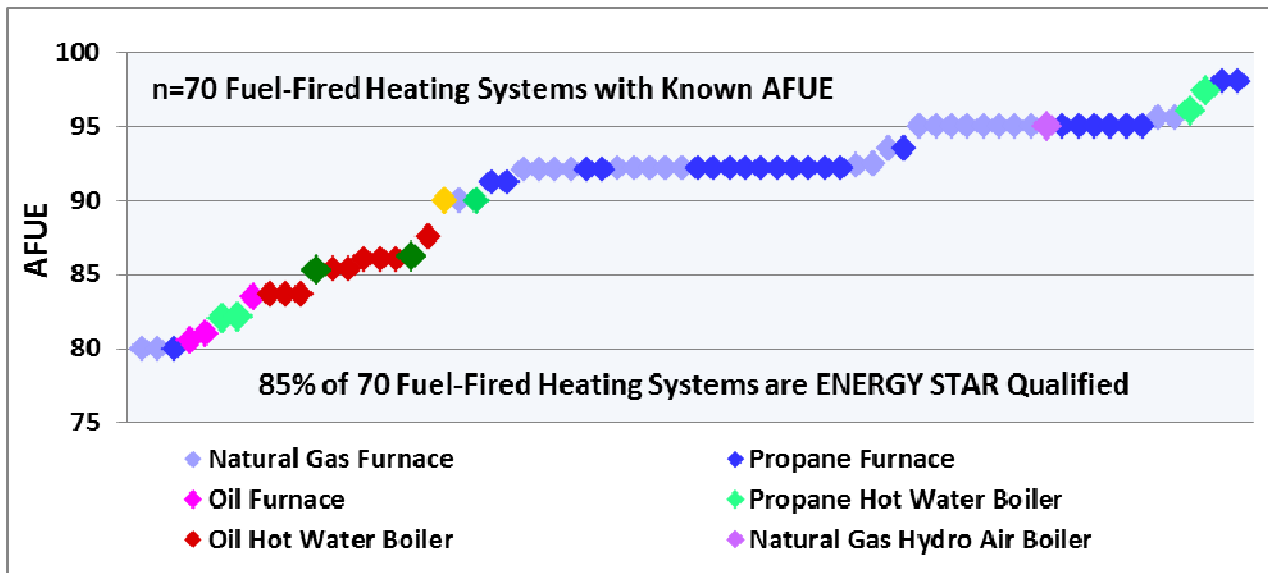 100
n=70 Fuel-Fired Heating Systems with Known AFUE
95
90
AFUE
85
80
85% of 70 Fuel-Fired Heating Systems are ENERGY STAR Qualified
75
Natural Gas Furnace
Propane Furnace
Oil Furnace
Propane Hot Water Boiler
Oil Hot Water Boiler
Natural Gas Hydro Air Boiler